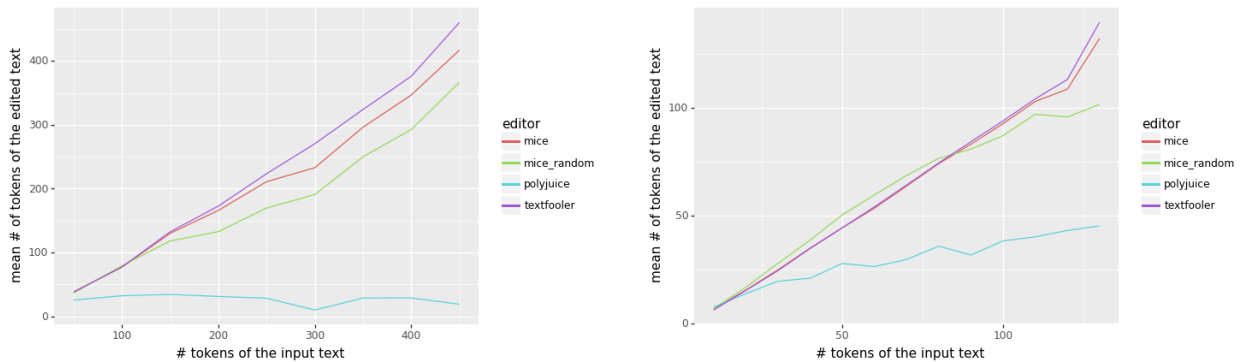 mean # of tokens of the edited text
400
300
200
100
0
100
200
300
400
# tokens of the input text
editor
mice
mice_random
polyjuice
textfooler
mean # of tokens of the edited text
100
50
0
50
100
# tokens of the input text
editor
mice
mice_random
polyjuice
textfooler